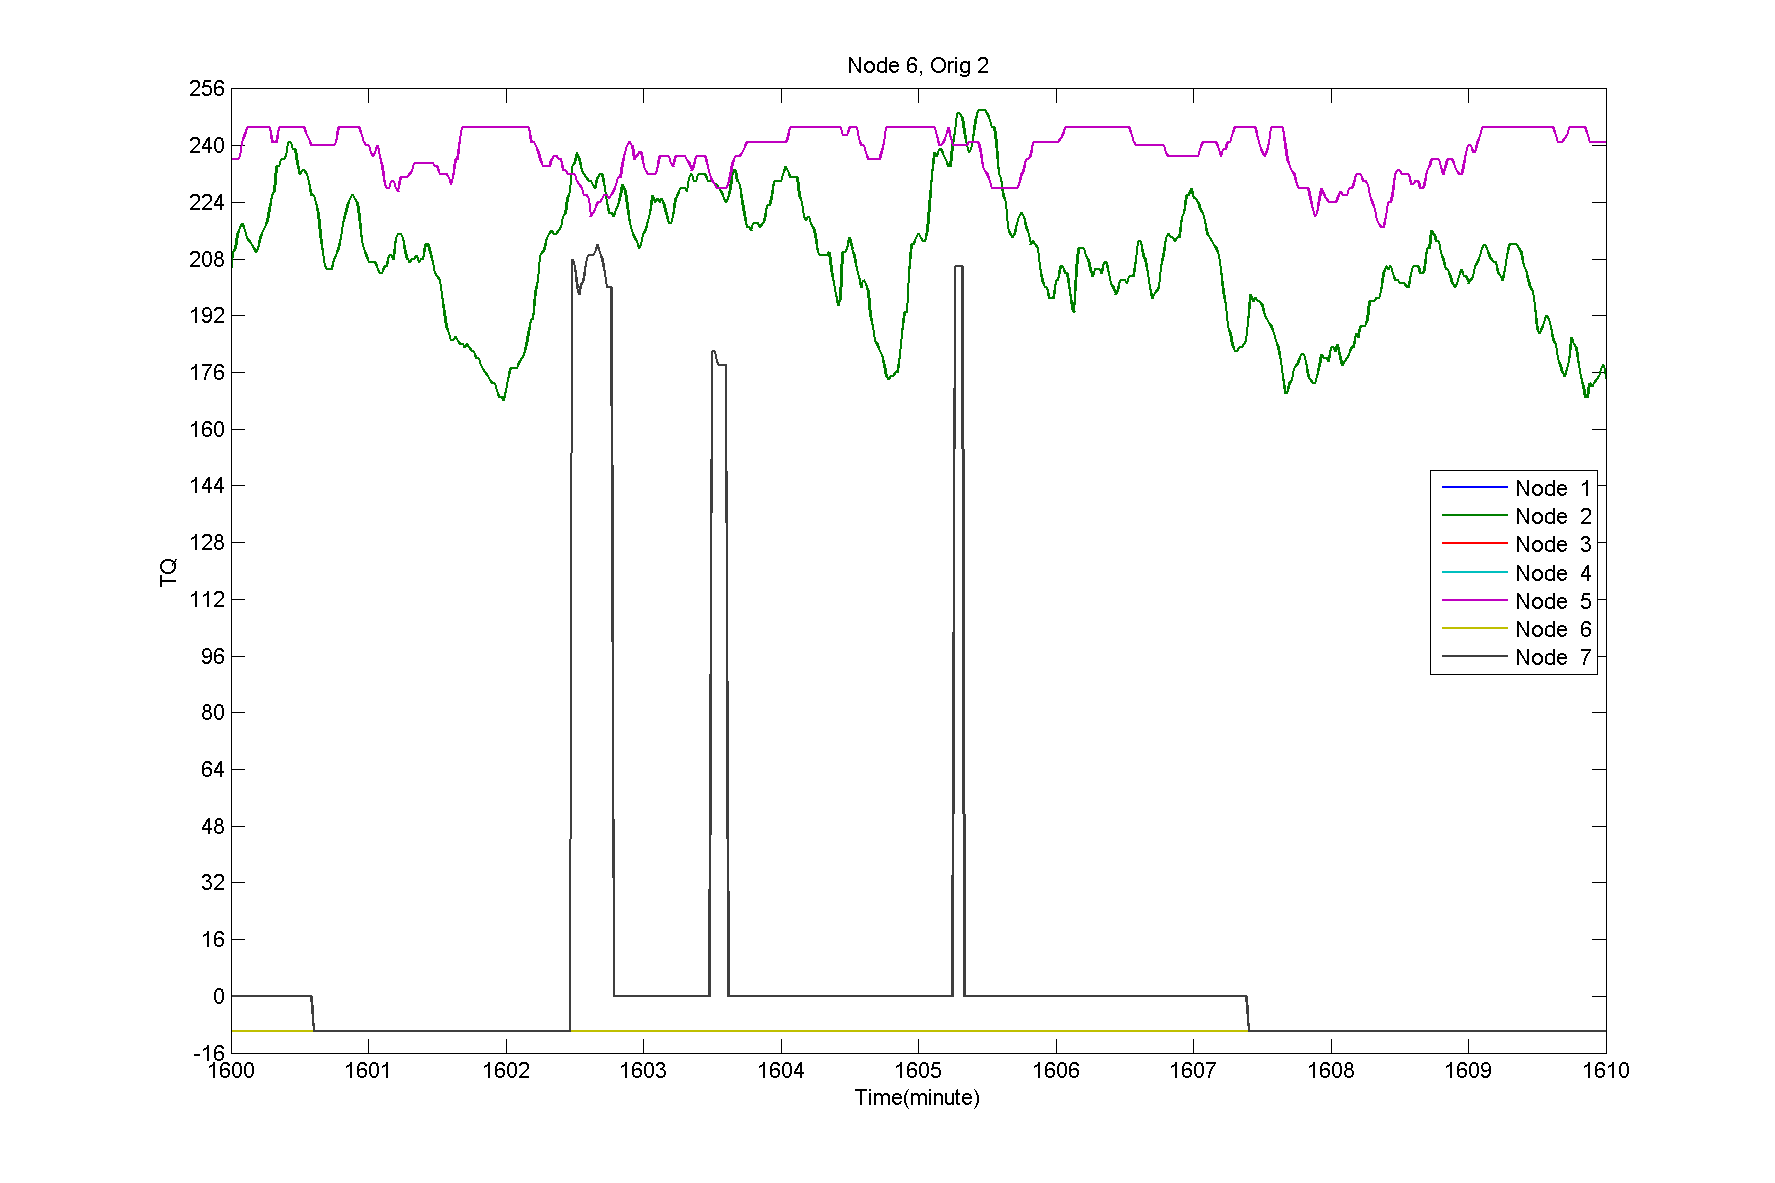 Node 6, Orig 2
256
240
224
208
192
176
160
144
128
112
96
80
64
48
32
16
0
-16
TQ
Node 1
Node 2
Node 3
Node 4
Node 5
Node 6
Node 7
1600 1601 1602 1603 1604 1605 1606 1607 1608 1609 1610
Time(minute)